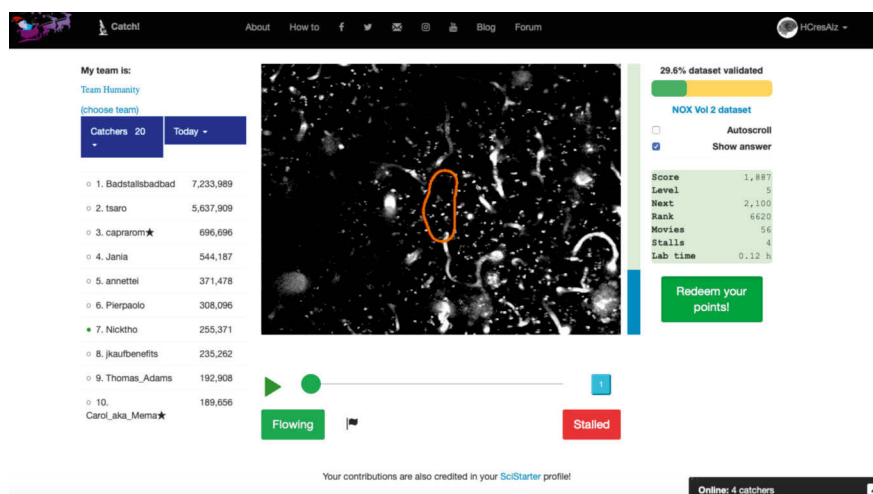 Catch!
About How to Blog Forum
HCresAlz
My team is:
Team Humanity
(choose team)
Catchers 20 Today
1. Badstallsbadbad 7,233,989
2. tsaro 5,637,909
3. caprarom★ 696,696
4. Jania 544,187
5. annettei 371,478
6. Pierpaolo 308,096
7. Nicktho 255,371
8. jkaufbenefits 235,262
9. Thomas_Adams 192,908
10. 189,656
Carol_aka_Mema★
29.6% dataset validated
NOX Vol 2 dataset
Autoscroll
Show answer
Score 1,887
Level 5
Next 2,100
Rank 6620
Movies 56
Stalls 4
Lab time 0.12 h
Redeem your
points!
1
Flowing
Stalled
Your contributions are also credited in your SciStarter profile!
Online: 4 catchers